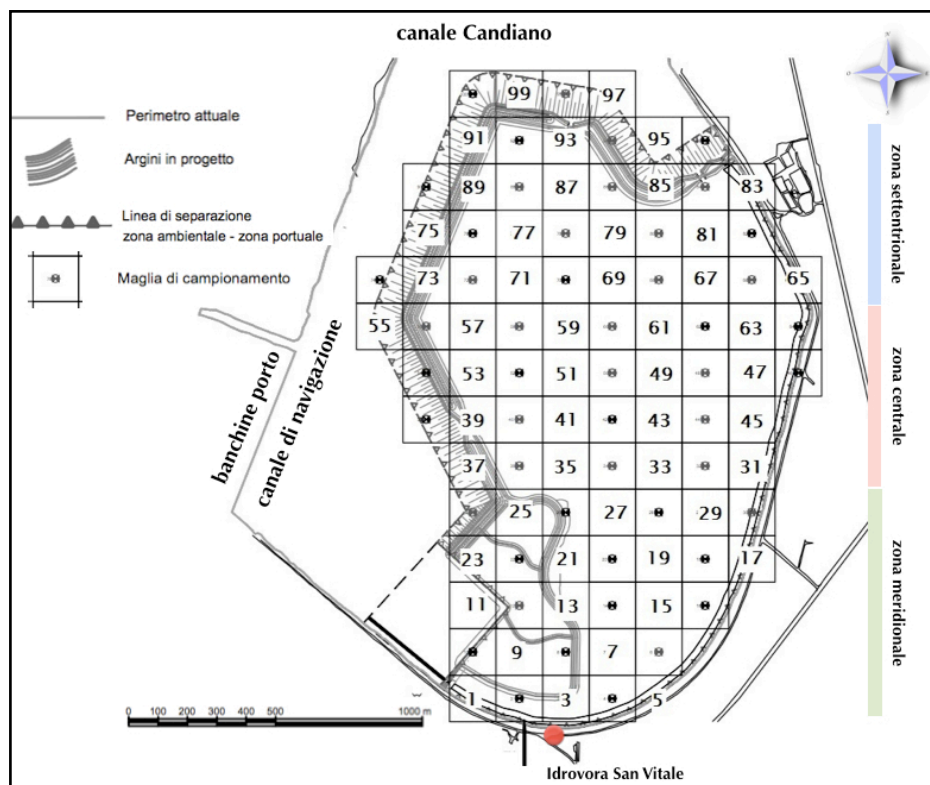 canale Candiano
Perimetro attuale
Argini in progetto
Linea di separazione
zona ambientale - zona portuale
Maglia di campionamento
banchine porto
canale di navigazione
zona settentrionale
zona centrale
zona meridionale
99 97
91 93 95
89 87 85 83
75 77 79 81
73 71 69 67 65
55 57 59 61 63
53 51 49 47
39 41 43 45
37 35 33 31
25 27 29
23 21 19 17
11 13 15
9 7
1 3 5
0 100 200 300 400 500 1000 m
Idrovora San Vitale